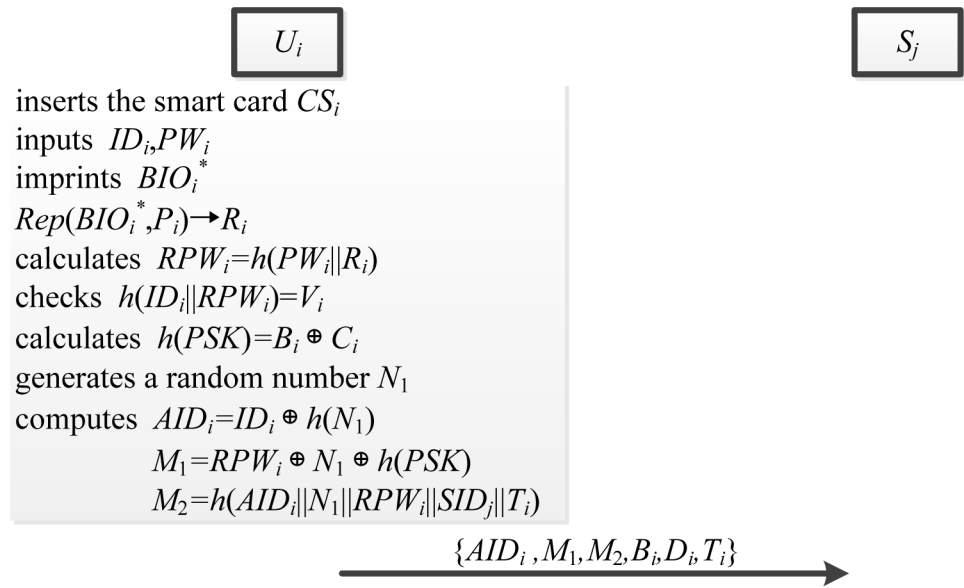 Uᵢ
Sⱼ
inserts the smart card CSᵢ
inputs IDᵢ,PWᵢ
imprints BIOᵢ*
Rep(BIOᵢ*,Pᵢ)→Rᵢ
calculates RPWᵢ=h(PWᵢ||Rᵢ)
checks h(IDᵢ||RPWᵢ)=Vᵢ
calculates h(PSK)=Bᵢ ⊕ Cᵢ
generates a random number N₁
computes AIDᵢ=IDᵢ ⊕ h(N₁)
M₁=RPWᵢ ⊕ N₁ ⊕ h(PSK)
M₂=h(AIDᵢ||N₁||RPWᵢ||SIDⱼ||Tᵢ)
{AIDᵢ ,M₁,M₂,Bᵢ,Dᵢ,Tᵢ}